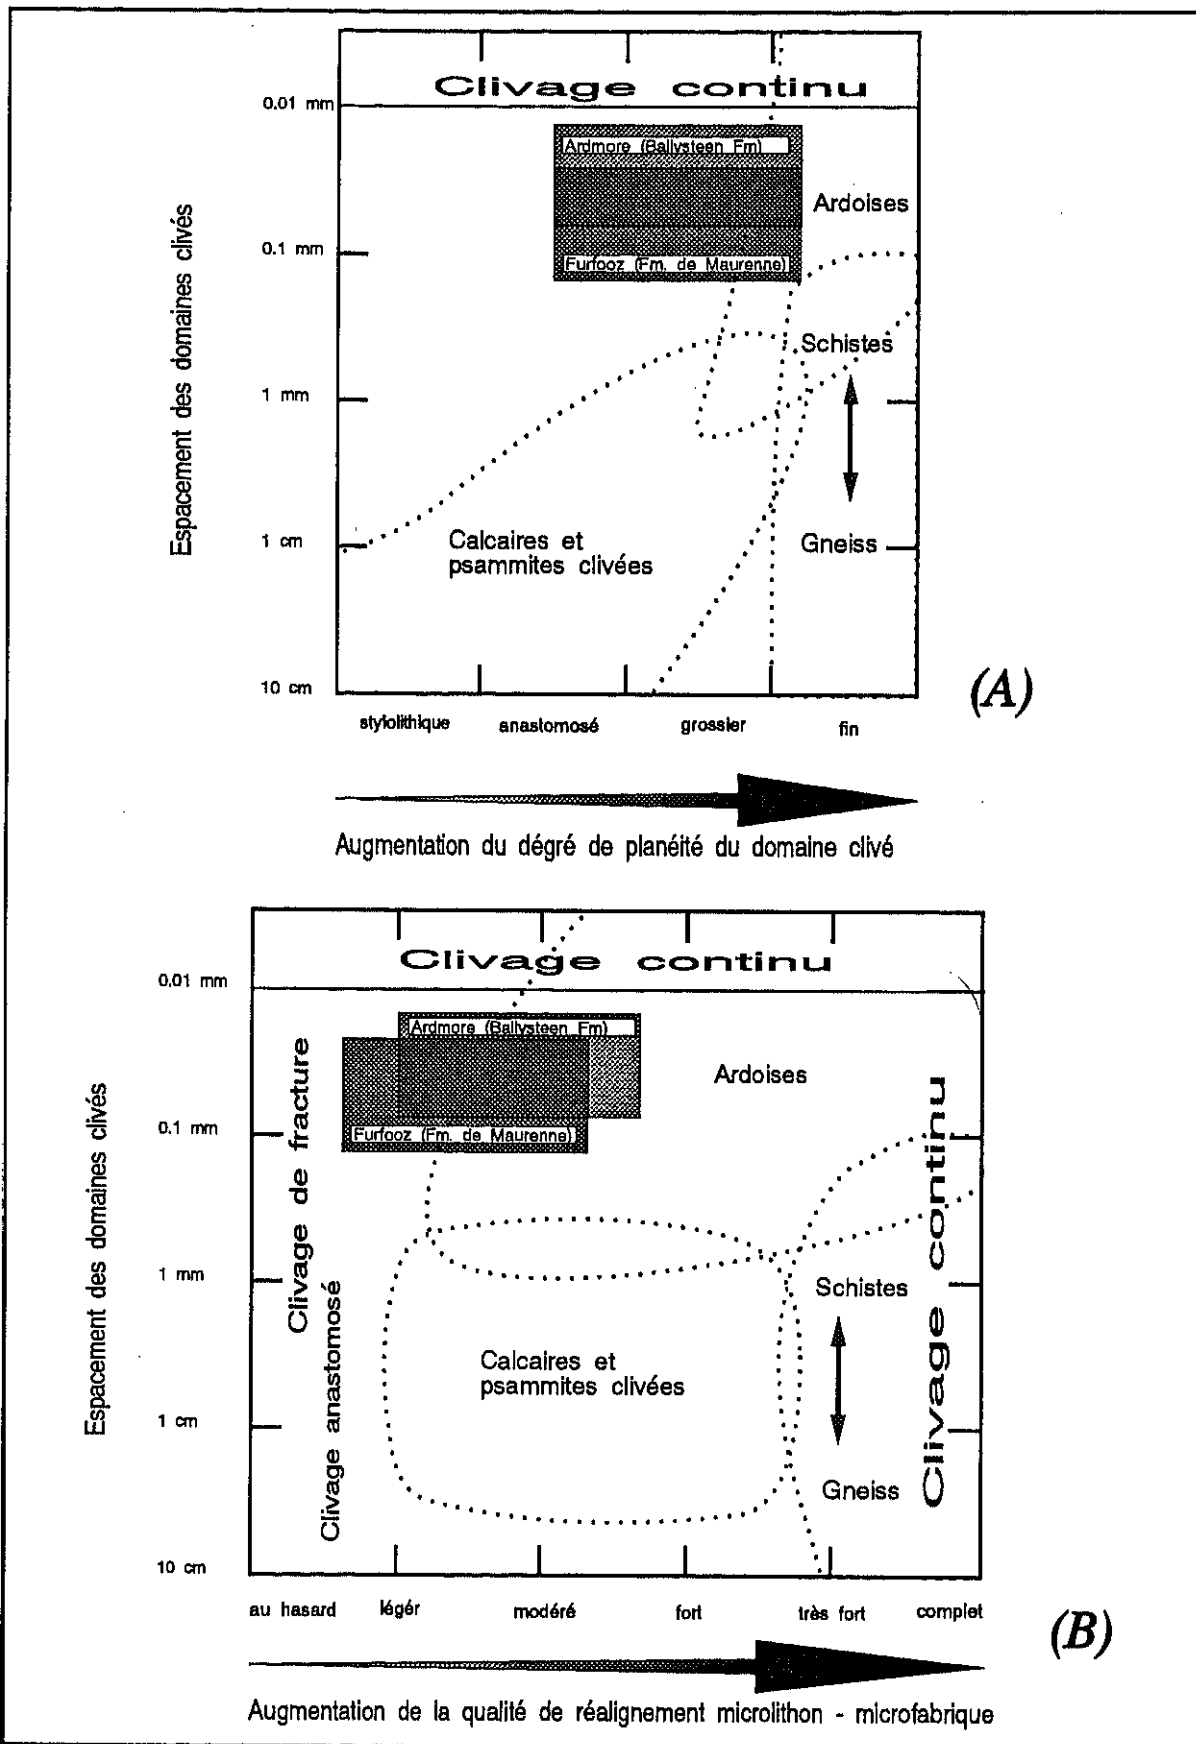 Clivage continu
0.01 mm
Ardmore (Ballysteen Fm)
Ardoises
0.1 mm
Furfooz (Fm. de Maurenne)
Espacement des domaines clivés
Schistes
1 mm
1 cm
Calcaires et
psammites clivées
Gneiss
10 cm
(A)
stylolithique anastomosé grossier fin
Augmentation du dégré de planéité du domaine clivé
Clivage continu
0.01 mm
Ardmore (Ballysteen Fm)
Clivage de fracture
Ardoises
0.1 mm
Furfooz (Fm. de Maurenne)
Espacement des domaines clivés
Clivage continu
1 mm
Clivage anastomosé
Schistes
Calcaires et
psammites clivées
1 cm
Gneiss
10 cm
au hasard légér modéré fort très fort complet
(B)
Augmentation de la qualité de réalignement microlithon - microfabrique